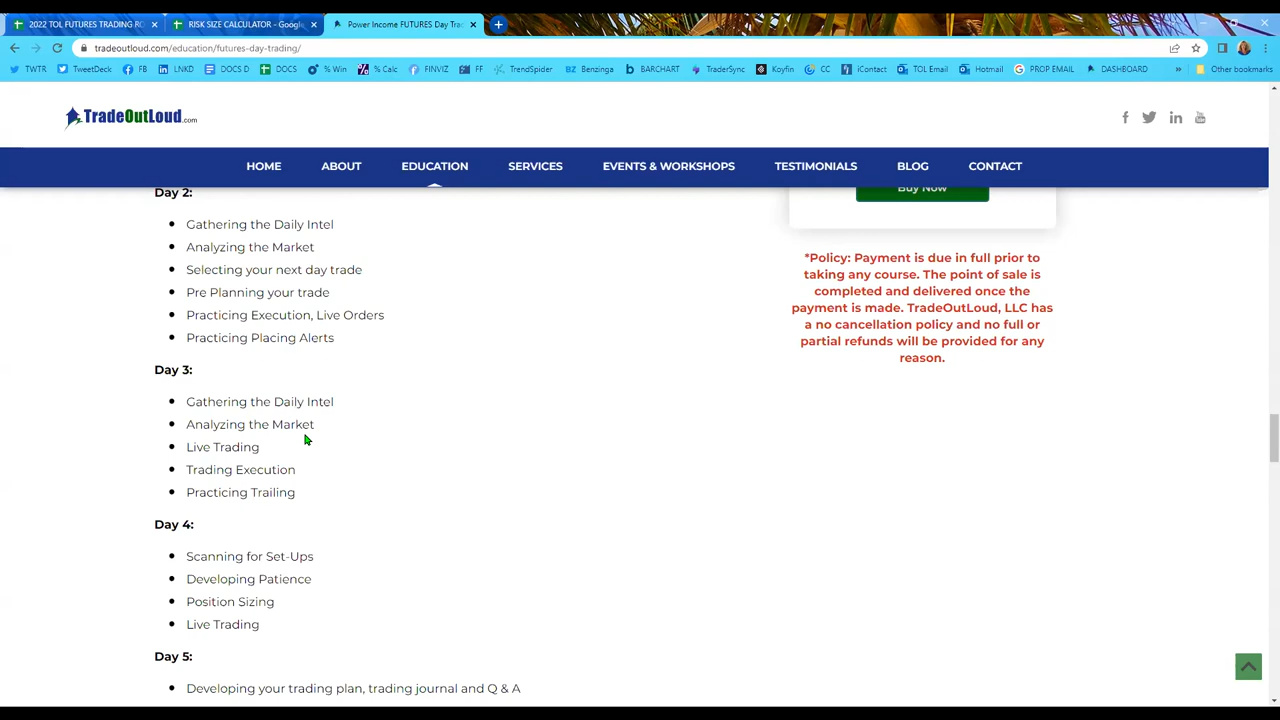 2022 TOL FUTURES TRADING RO
RISK SIZE CALCULATOR - Google
Power Income FUTURES Day Trad
tradeoutloud.com/education/futures-day-trading/
TWTR TweetDeck FB LNKD DOCS D DOCS % Win % Calc FINVIZ FF TrendSpider Benzinga BARCHART TraderSync Koyfin CC iContact TOL Email Hotmail PROP EMAIL DASHBOARD » Other bookmarks
TradeOutLoud.com
HOME ABOUT EDUCATION SERVICES EVENTS & WORKSHOPS TESTIMONIALS BLOG CONTACT
Day 2:
Gathering the Daily Intel
Analyzing the Market
Selecting your next day trade
Pre Planning your trade
Practicing Execution, Live Orders
Practicing Placing Alerts
Day 3:
Gathering the Daily Intel
Analyzing the Market
Live Trading
Trading Execution
Practicing Trailing
Day 4:
Scanning for Set-Ups
Developing Patience
Position Sizing
Live Trading
Day 5:
Developing your trading plan, trading journal and Q & A
Buy Now
*Policy: Payment is due in full prior to
taking any course. The point of sale is
completed and delivered once the
payment is made. TradeOutLoud, LLC has
a no cancellation policy and no full or
partial refunds will be provided for any
reason.